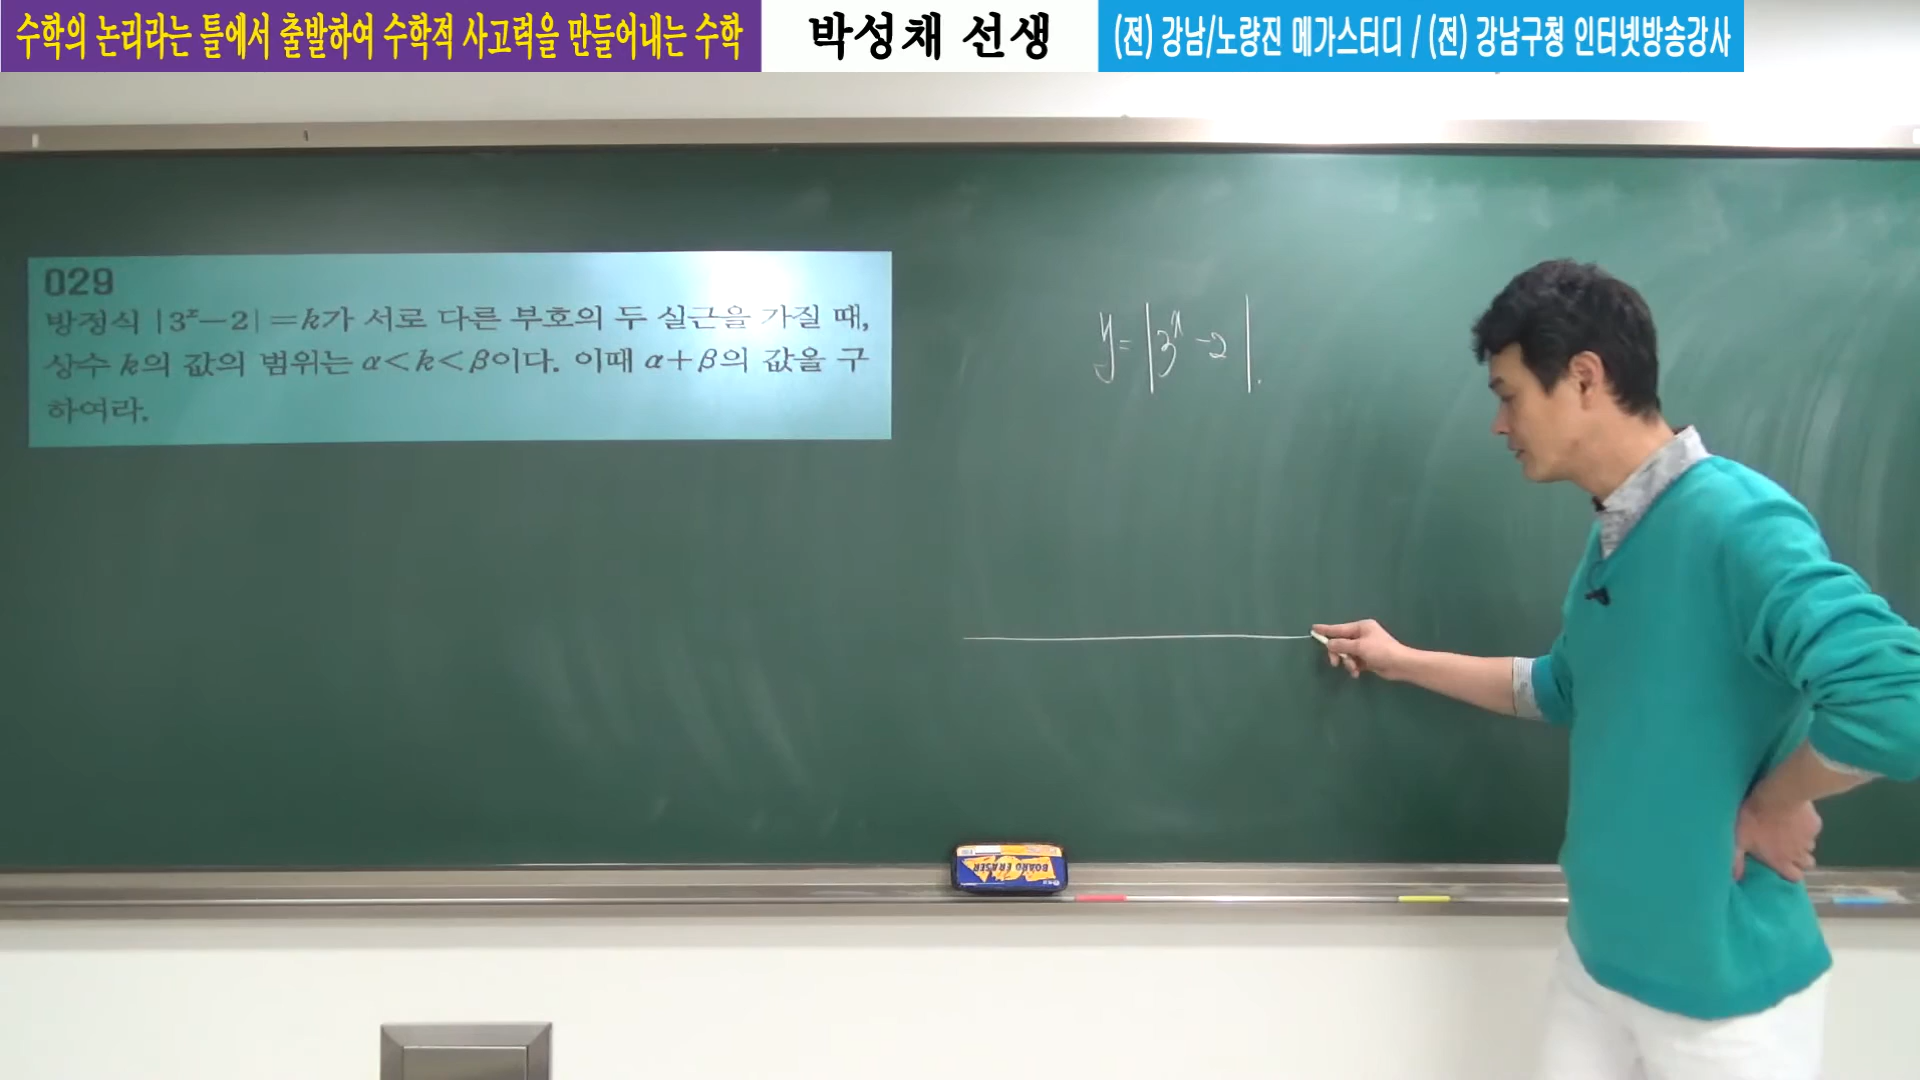 수학의 논리라는 틀에서 출발하여 수학적 사고력을 만들어내는 수학
박성채 선생
(전) 강남/노량진 메가스터디 / (전) 강남구청 인터넷방송강사
029
방정식 |3ˣ-2|=k가 서로 다른 부호의 두 실근을 가질 때,
상수 k의 값의 범위는 α<k<β이다. 이때 α+β의 값을 구
하여라.
y=|3ˣ-2|.
BOARD ERASER